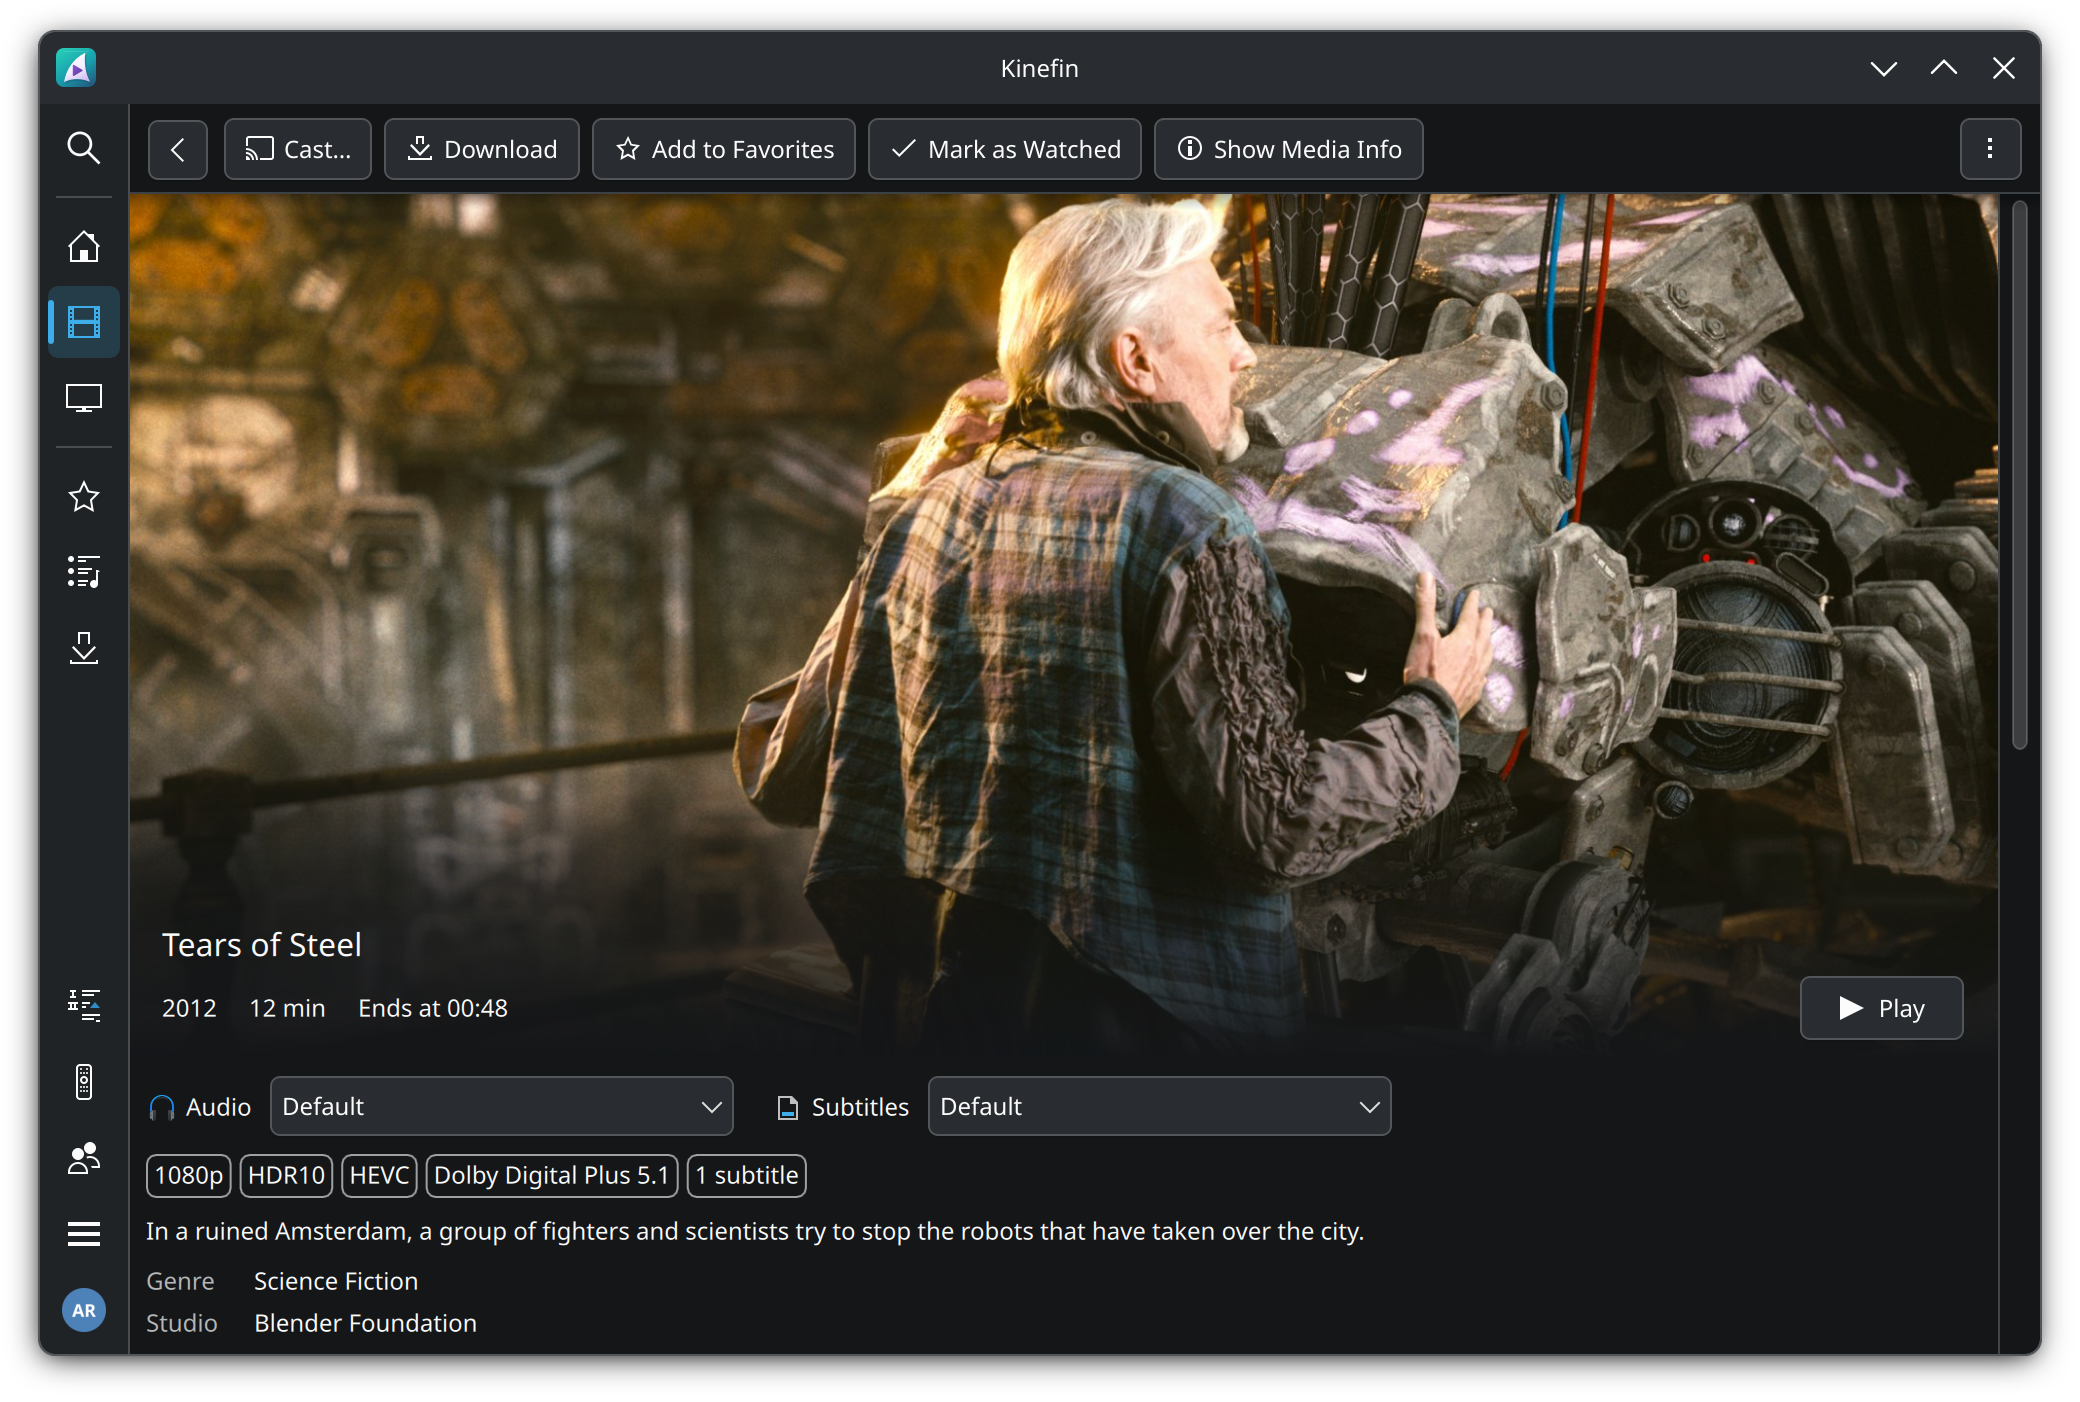 Kinefin
Cast...
Download
Add to Favorites
Mark as Watched
Show Media Info
Tears of Steel
2012 12 min Ends at 00:48
Play
Audio Default Subtitles Default
1080p HDR10 HEVC Dolby Digital Plus 5.1 1 subtitle
In a ruined Amsterdam, a group of fighters and scientists try to stop the robots that have taken over the city.
Genre Science Fiction
Studio Blender Foundation
AR